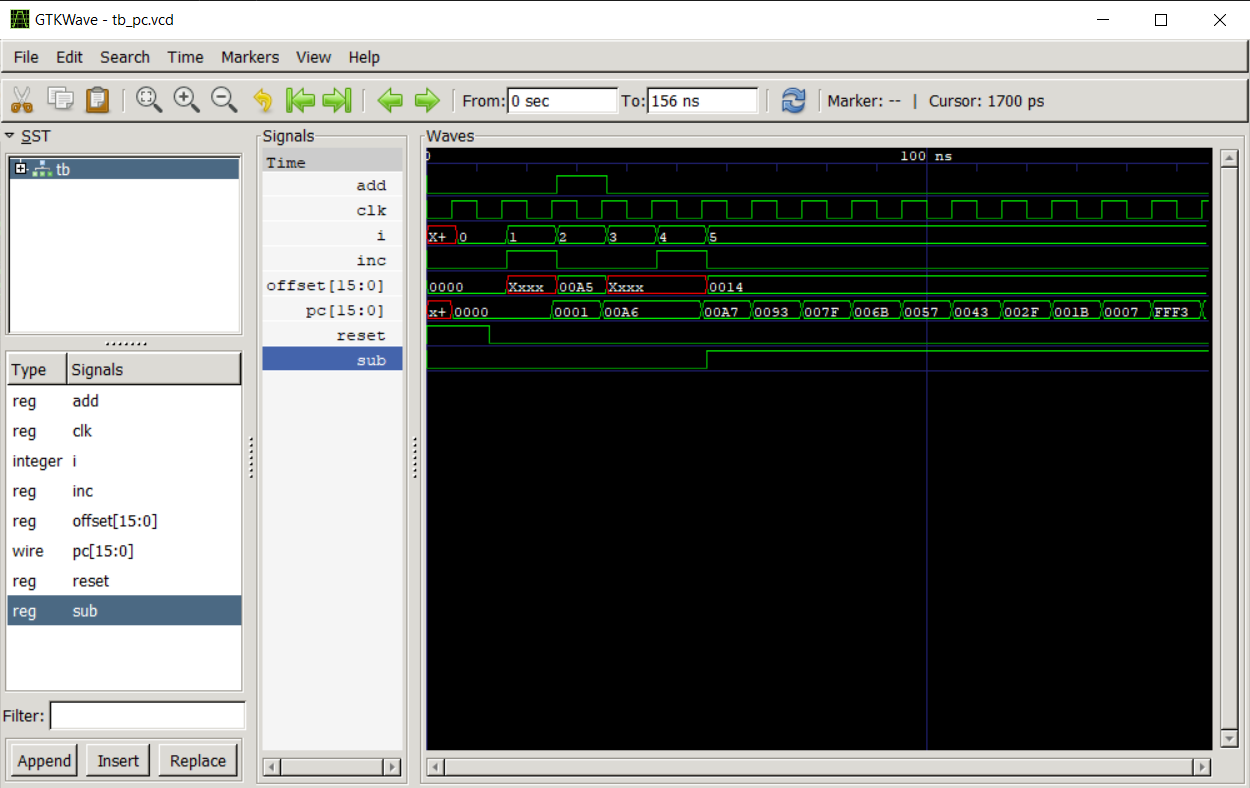 GTKWave - tb_pc.vcd
File Edit Search Time Markers View Help
From: 0 sec To: 156 ns Marker: -- | Cursor: 1700 ps
SST
tb
Type Signals
reg add
reg clk
integer i
reg inc
reg offset[15:0]
wire pc[15:0]
reg reset
reg sub
Filter:
Append Insert Replace
Signals
Time
add
clk
i
inc
offset[15:0]
pc[15:0]
reset
sub
Waves
0 100 ns
X+ 0 1 2 3 4 5
0000 Xxxx 00A5 Xxxx 0014
x+ 0000 0001 00A6 00A7 0093 007F 006B 0057 0043 002F 001B 0007 FFF3